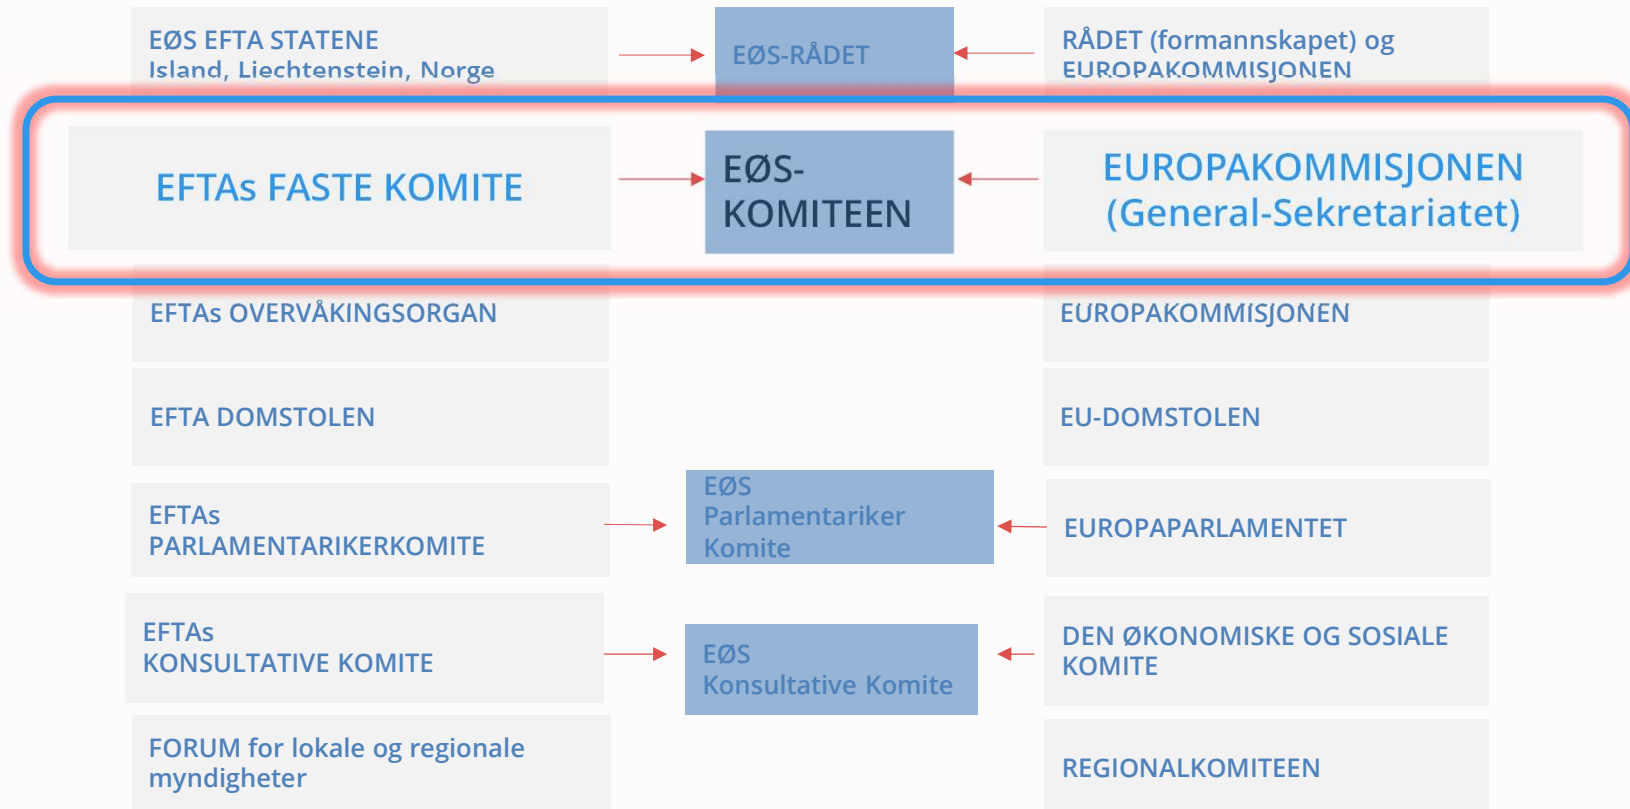 EØS EFTA STATENE
Island, Liechtenstein, Norge
EØS-RÅDET
RÅDET (formannskapet) og
EUROPAKOMMISJONEN
EFTAs FASTE KOMITE
EØS-
KOMITEEN
EUROPAKOMMISJONEN
(General-Sekretariatet)
EFTAs OVERVÅKINGSORGAN
EUROPAKOMMISJONEN
EFTA DOMSTOLEN
EU-DOMSTOLEN
EFTAs
PARLAMENTARIKERKOMITE
EØS
Parlamentariker
Komite
EUROPAPARLAMENTET
EFTAs
KONSULTATIVE KOMITE
EØS
Konsultative Komite
DEN ØKONOMISKE OG SOSIALE
KOMITE
FORUM for lokale og regionale
myndigheter
REGIONALKOMITEEN